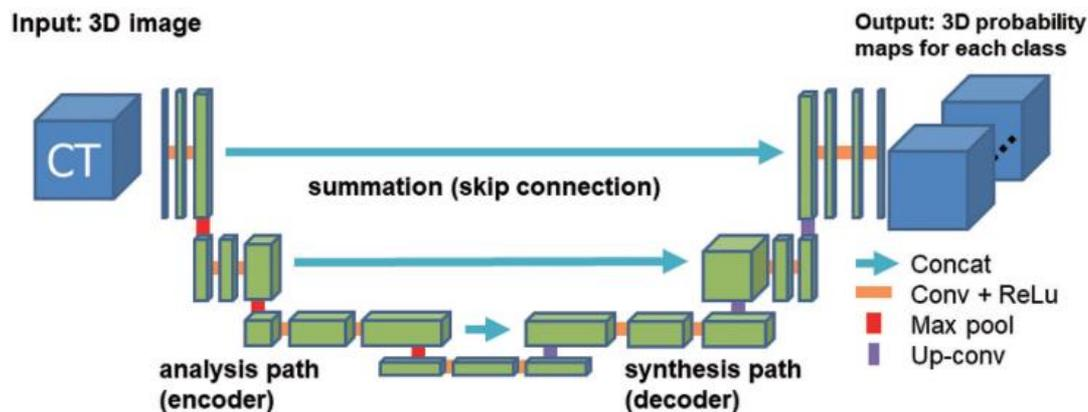 Input: 3D image
Output: 3D probability
maps for each class
CT
summation (skip connection)
Concat
Conv + ReLu
Max pool
Up-conv
analysis path
(encoder)
synthesis path
(decoder)